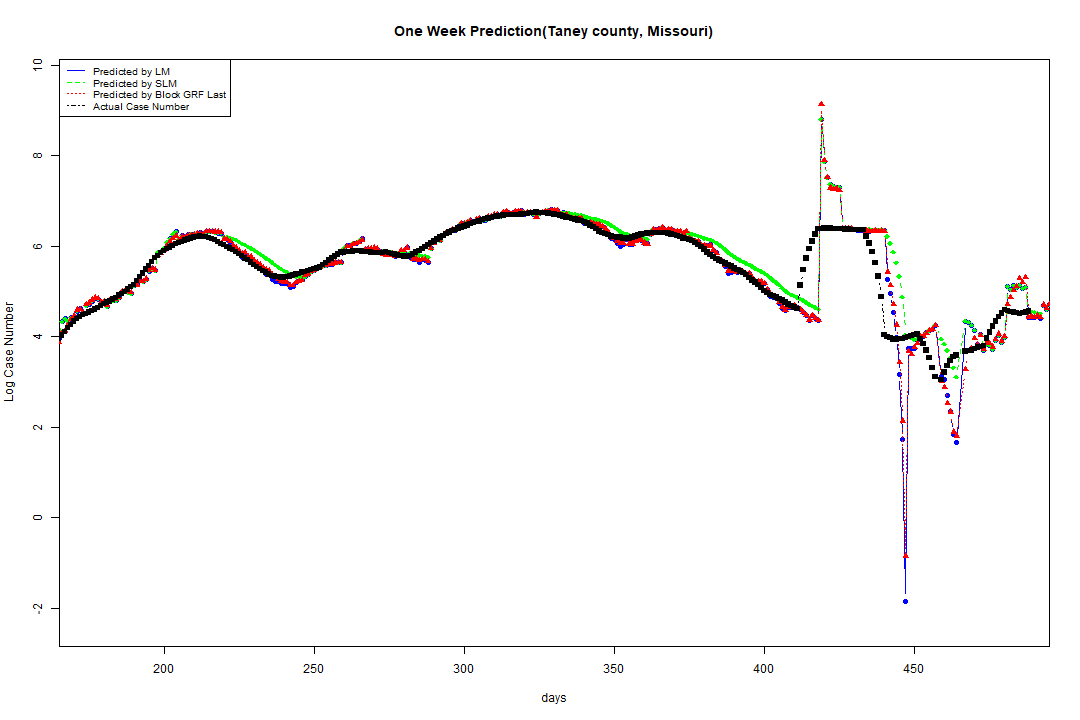 One Week Prediction(Taney county, Missouri)
Predicted by LM
Predicted by SLM
Predicted by Block GRF Last
Actual Case Number
10
8
6
4
2
0
-2
Log Case Number
200 250 300 350 400 450
days